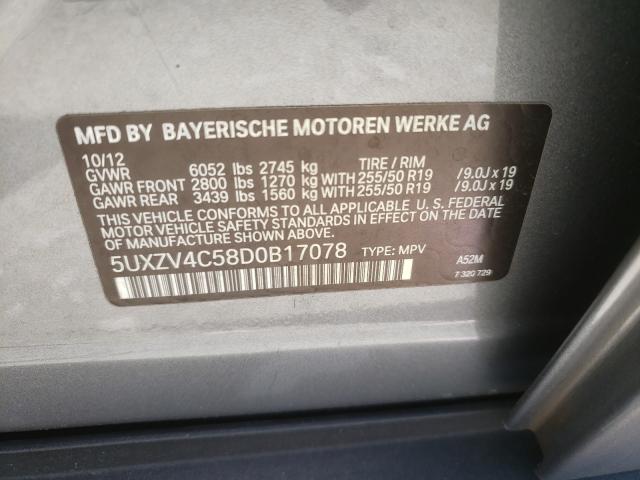 MFD BY BAYERISCHE MOTOREN WERKE AG
10/12
GVWR 6052 lbs 2745 kg TIRE / RIM
GAWR FRONT 2800 lbs 1270 kg WITH 255/50 R19 /9.0J x 19
GAWR REAR 3439 lbs 1560 kg WITH 255/50 R19 /9.0J x 19
THIS VEHICLE CONFORMS TO ALL APPLICABLE U. S. FEDERAL
MOTOR VEHICLE SAFETY STANDARDS IN EFFECT ON THE DATE
OF MANUFACTURE SHOWN ABOVE.
5UXZV4C58D0B17078 TYPE: MPV
A52M
7 320 729